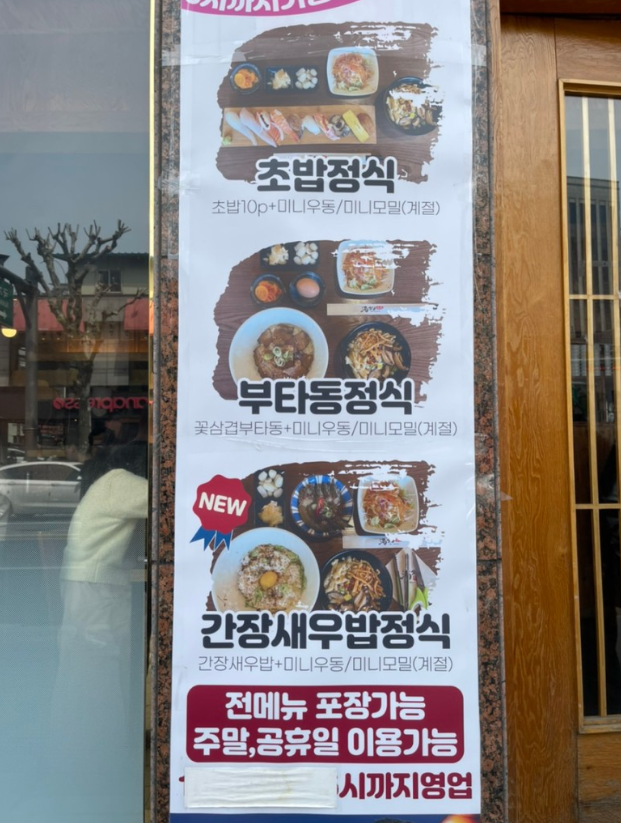 초밥정식
초밥10p+미니우동/미니모밀(계절)
부타동정식
꽃삼겹부타동+미니우동/미니모밀(계절)
NEW
간장새우밥정식
간장새우밥+미니우동/미니모밀(계절)
전메뉴 포장가능
주말,공휴일 이용가능
시까지영업